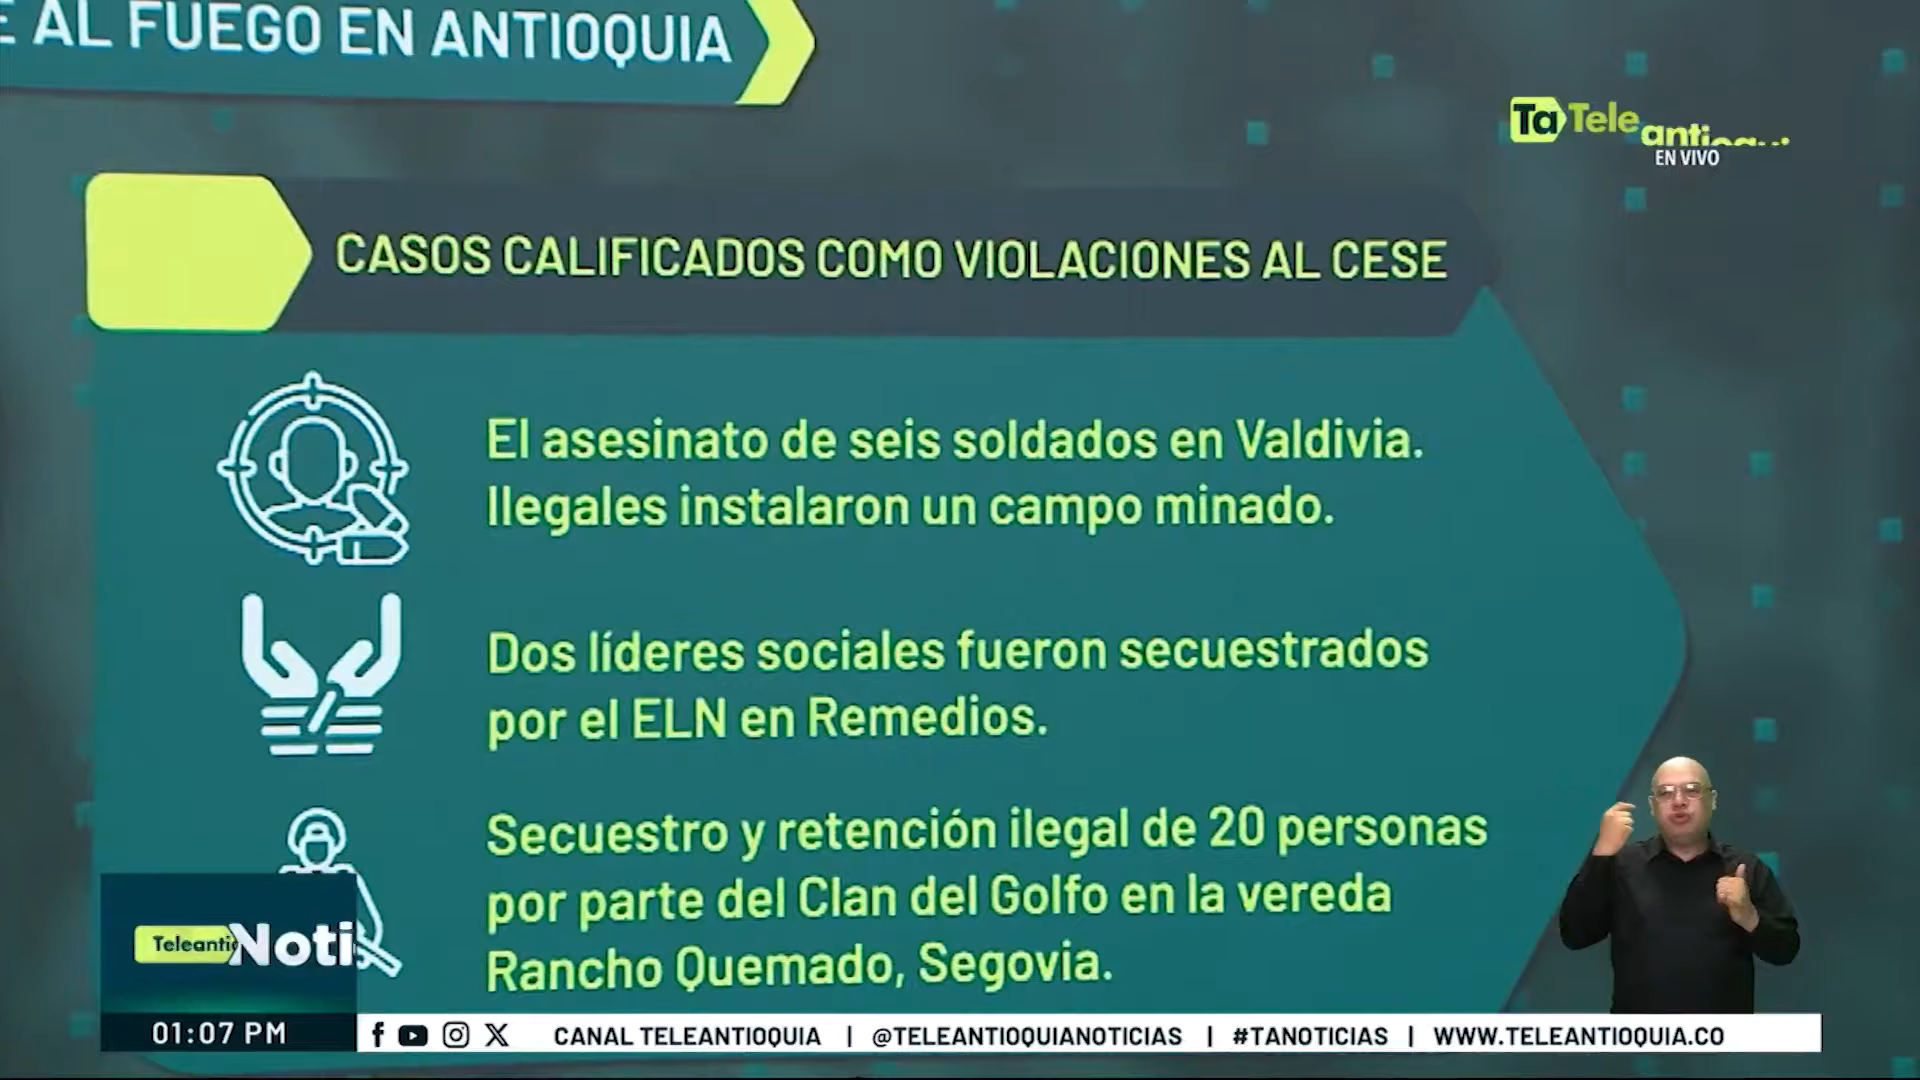 AL FUEGO EN ANTIOQUIA
Ta Tele
EN VIVO
CASOS CALIFICADOS COMO VIOLACIONES AL CESE
El asesinato de seis soldados en Valdivia.
Ilegales instalaron un campo minado.
Dos líderes sociales fueron secuestrados
por el ELN en Remedios.
Secuestro y retención ilegal de 20 personas
por parte del Clan del Golfo en la vereda
Rancho Quemado, Segovia.
Noti
01:07 PM
CANAL TELEANTIOQUIA | @TELEANTIOQUIANOTICIAS | #TANOTICIAS | WWW.TELEANTIOQUIA.CO